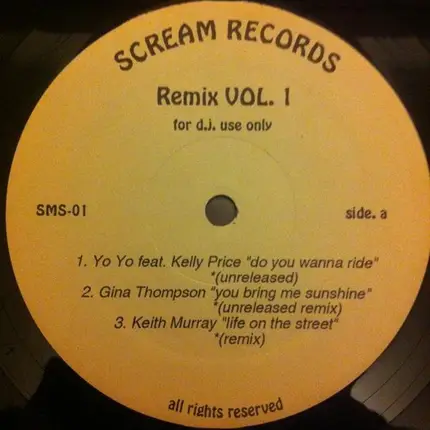 SCREAM RECORDS
Remix VOL. 1
for d.j. use only
SMS-01
side. a
1. Yo Yo feat. Kelly Price "do you wanna ride"
*(unreleased)
2. Gina Thompson "you bring me sunshine"
*(unreleased remix)
3. Keith Murray "life on the street"
*(remix)
all rights reserved